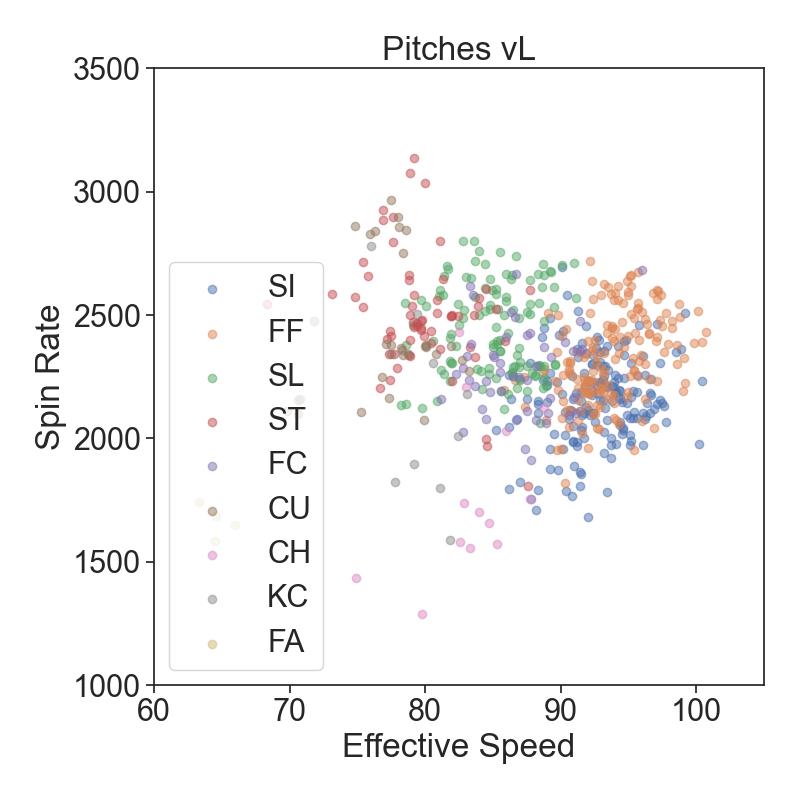 Pitches vL
3500
3000
2500
2000
1500
1000
Spin Rate
SI
FF
SL
ST
FC
CU
CH
KC
FA
60 70 80 90 100
Effective Speed